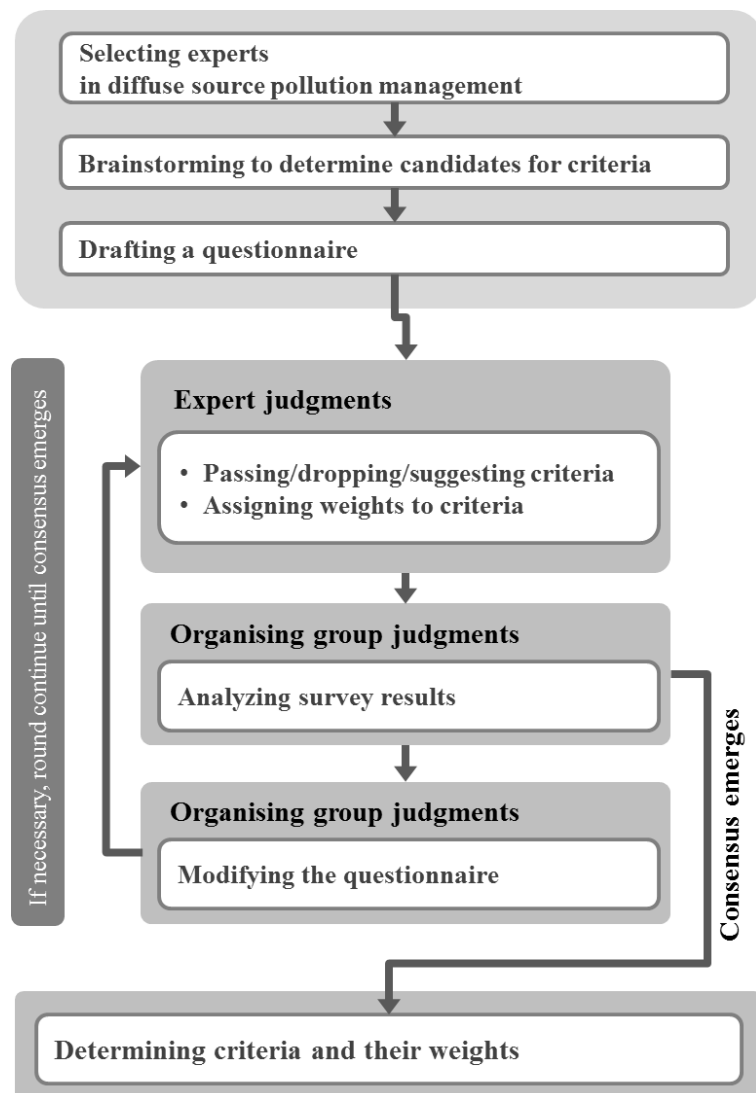 Selecting experts
in diffuse source pollution management
Brainstorming to determine candidates for criteria
Drafting a questionnaire
If necessary, round continue until consensus emerges
Expert judgments
• Passing/dropping/suggesting criteria
• Assigning weights to criteria
Organising group judgments
Analyzing survey results
Organising group judgments
Modifying the questionnaire
Consensus emerges
Determining criteria and their weights